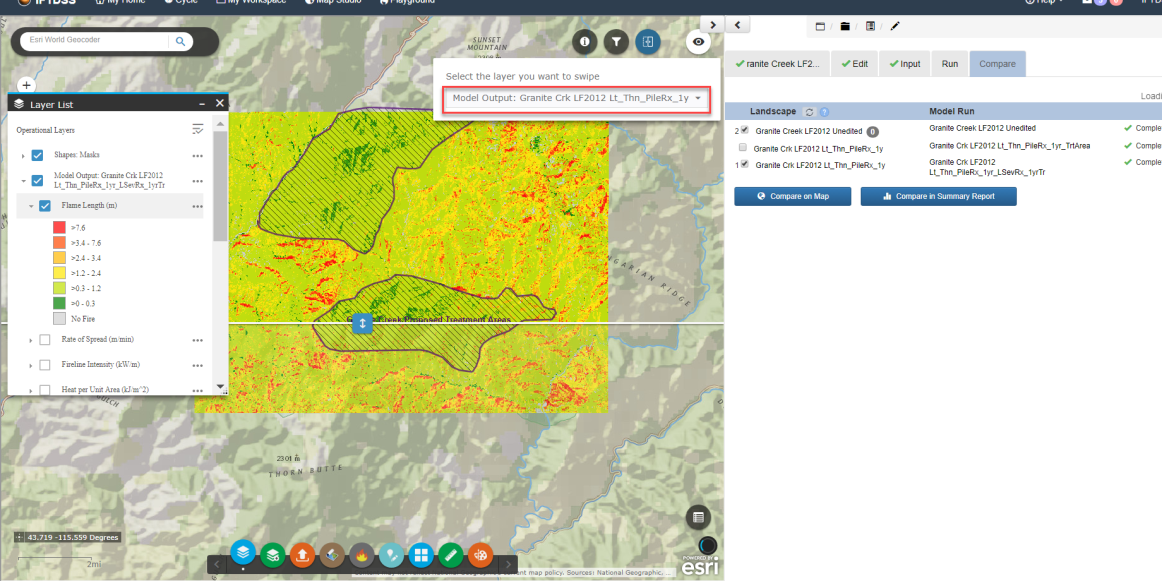 IFTDSS My Home Cycle My Workspace Map Studio Playground Help
Esri World Geocoder
SUNSET
MOUNTAIN
Select the layer you want to swipe
Model Output: Granite Crk LF2012 Lt_Thn_PileRx_1y
Layer List
Operational Layers
Shapes: Masks
Model Output: Granite Crk LF2012
Lt_Thn_PileRx_1yr_LSevRx_1yrTr
Flame Length (m)
>7.6
>3.4 - 7.6
>2.4 - 3.4
>1.2 - 2.4
>0.3 - 1.2
>0 - 0.3
No Fire
Rate of Spread (m/min)
Fireline Intensity (kW/m)
Heat per Unit Area (kJ/m^2)
Creek Proposed Treatment Areas
NGARIAN RIDGE
ULCH
2301 ft
THORN BUTTE
43.719 -115.559 Degrees
2mi
rent map policy. Sources: National Geographic,...
POWERED BY
esri
ranite Creek LF2... Edit Input Run Compare
Loadi
Landscape ? Model Run
2 Granite Creek LF2012 Unedited 0 Granite Creek LF2012 Unedited Comple
Granite Crk LF2012 Lt_Thn_PileRx_1y Granite Crk LF2012 Lt_Thn_PileRx_1yr_TrtArea Comple
1 Granite Crk LF2012 Lt_Thn_PileRx_1y Granite Crk LF2012 Comple
Lt_Thn_PileRx_1yr_LSevRx_1yrTr
Compare on Map Compare in Summary Report